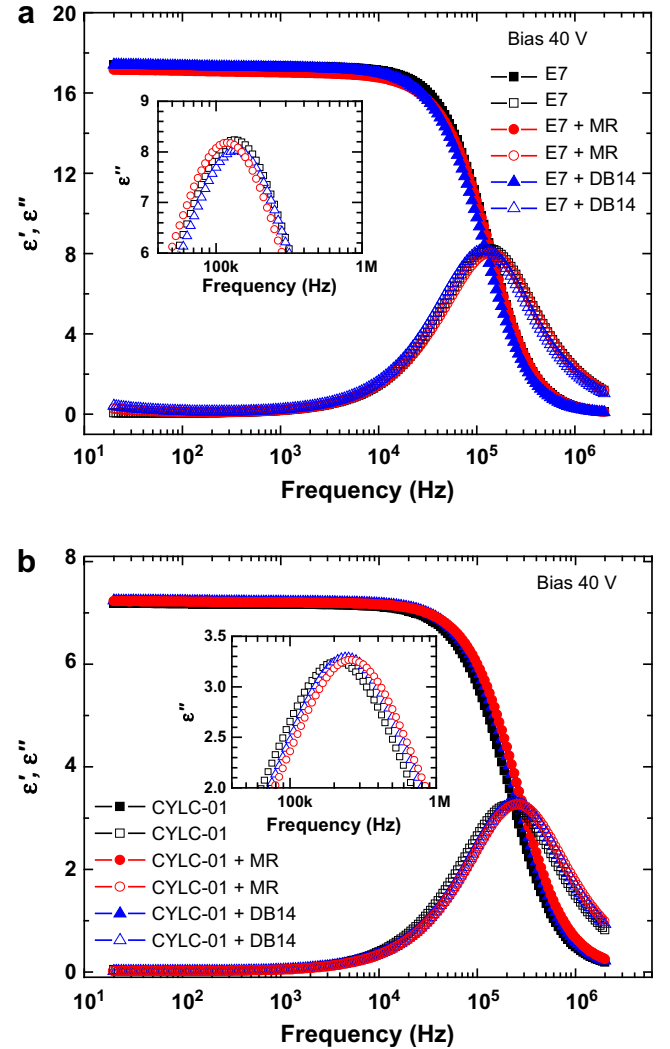 a
Bias 40 V
E7
E7
E7 + MR
E7 + MR
E7 + DB14
E7 + DB14
20
16
12
8
4
0
ε′, ε″
9
8
7
6
ε″
100k
1M
Frequency (Hz)
10¹
10²
10³
10⁴
10⁵
10⁶
Frequency (Hz)
b
Bias 40 V
8
6
4
2
0
ε′, ε″
3.5
3.0
2.5
2.0
ε″
100k
1M
Frequency (Hz)
CYLC-01
CYLC-01
CYLC-01 + MR
CYLC-01 + MR
CYLC-01 + DB14
CYLC-01 + DB14
10¹
10²
10³
10⁴
10⁵
10⁶
Frequency (Hz)